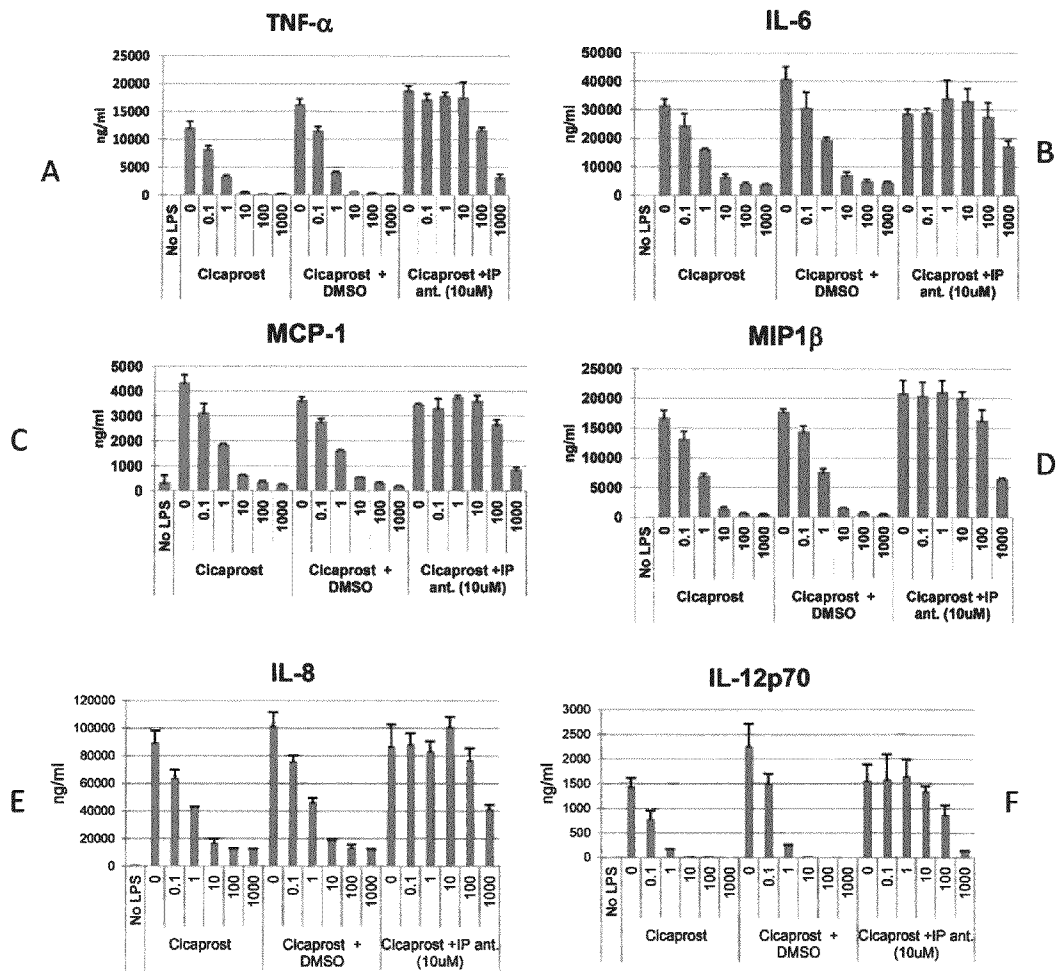 TNF-α
25000
20000
15000
10000
5000
0
ng/ml
A
No LPS
0
0.1
1
10
100
1000
0
0.1
1
10
100
1000
0
0.1
1
10
100
1000
Cicaprost
Cicaprost +
DMSO
Cicaprost +IP
ant. (10uM)
IL-6
50000
40000
30000
20000
10000
0
ng/ml
B
No LPS
0
0.1
1
10
100
1000
0
0.1
1
10
100
1000
0
0.1
1
10
100
1000
Cicaprost
Cicaprost +
DMSO
Cicaprost +IP
ant. (10uM)
MCP-1
5000
4000
3000
2000
1000
0
ng/ml
C
No LPS
0
0.1
1
10
100
1000
0
0.1
1
10
100
1000
0
0.1
1
10
100
1000
Cicaprost
Cicaprost +
DMSO
Cicaprost +IP
ant. (10uM)
MIP1β
25000
20000
15000
10000
5000
0
ng/ml
D
No LPS
0
0.1
1
10
100
1000
0
0.1
1
10
100
1000
0
0.1
1
10
100
1000
Cicaprost
Cicaprost +
DMSO
Cicaprost +IP
ant. (10uM)
IL-8
120000
100000
80000
60000
40000
20000
0
ng/ml
E
No LPS
0
0.1
1
10
100
1000
0
0.1
1
10
100
1000
0
0.1
1
10
100
1000
Cicaprost
Cicaprost +
DMSO
Cicaprost +IP ant.
(10uM)
IL-12p70
3000
2500
2000
1500
1000
500
0
ng/ml
F
No LPS
0
0.1
1
10
100
1000
0
0.1
1
10
100
1000
0
0.1
1
10
100
1000
Cicaprost
Cicaprost +
DMSO
Cicaprost +IP ant.
(10uM)